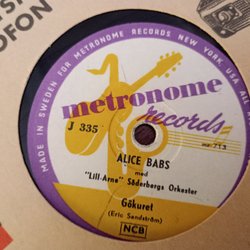 MADE IN SWEDEN FOR METRONOME RECORDS NEW YORK, USA
metronome
records
J 335
ALICE BABS
med
"Lill-Arne" Söderbergs Orkester
Gökuret
(Eric Sandström)
NCB
OFON